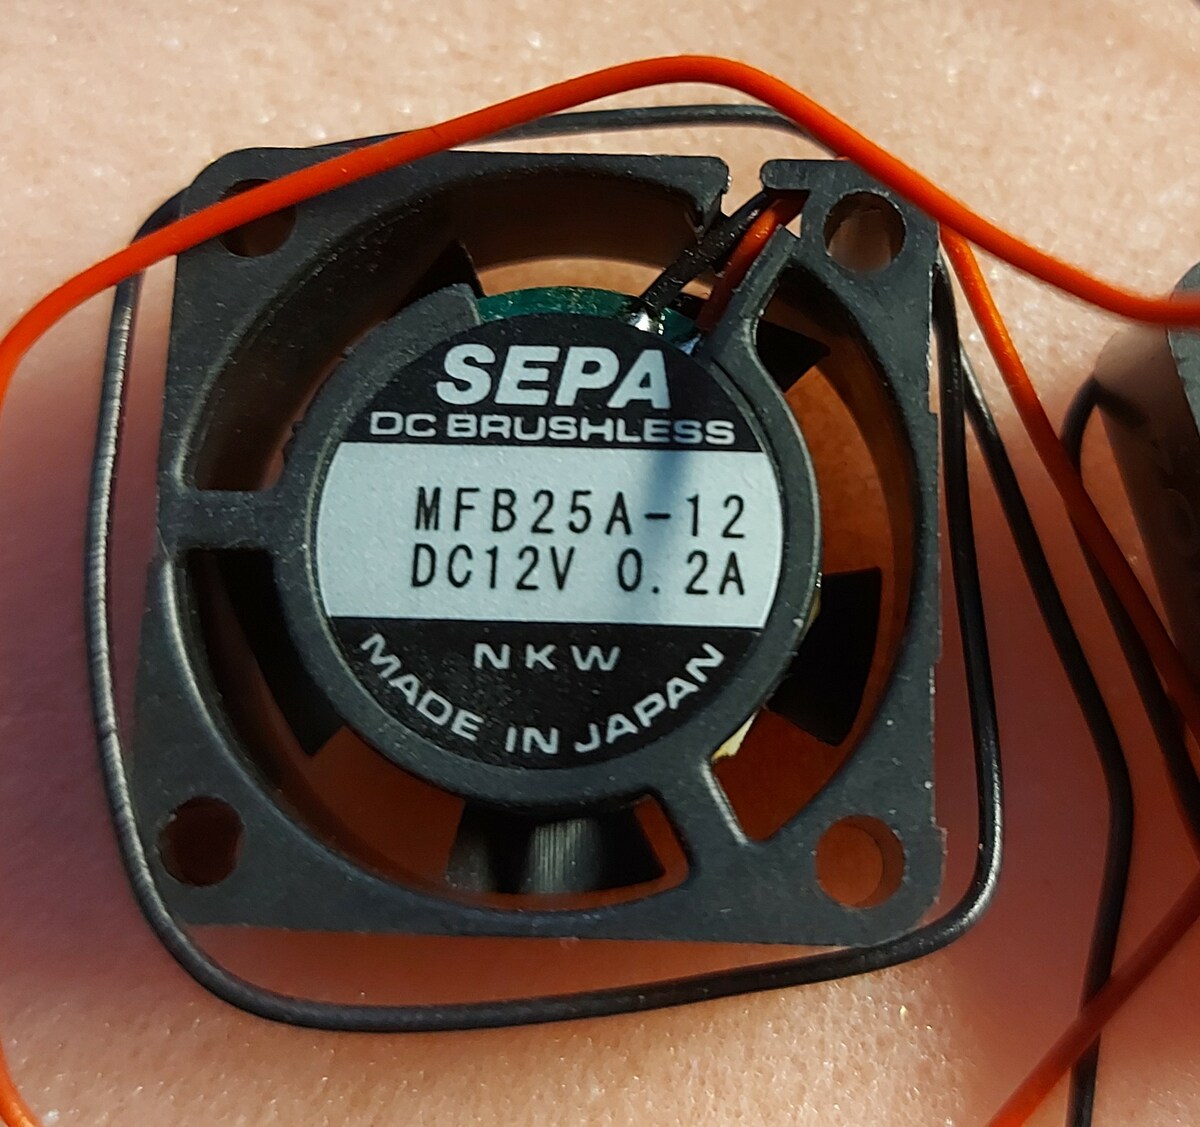 SEPA
DC BRUSHLESS
MFB25A-12
DC12V 0.2A
NKW
MADE IN JAPAN